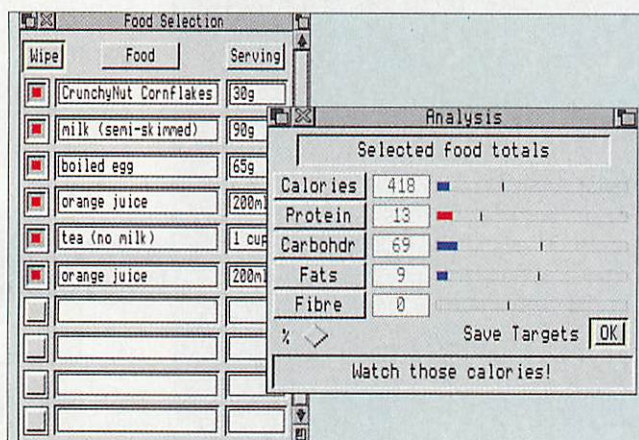 Food Selection
Wipe Food Serving
CrunchyNut Cornflakes 30g
milk (semi-skimmed) 90g
boiled egg 65g
orange juice 200ml
tea (no milk) 1 cup
orange juice 200ml
Analysis
Selected food totals
Calories 418
Protein 13
Carbohdr 69
Fats 9
Fibre 0
% Save Targets OK
Watch those calories!